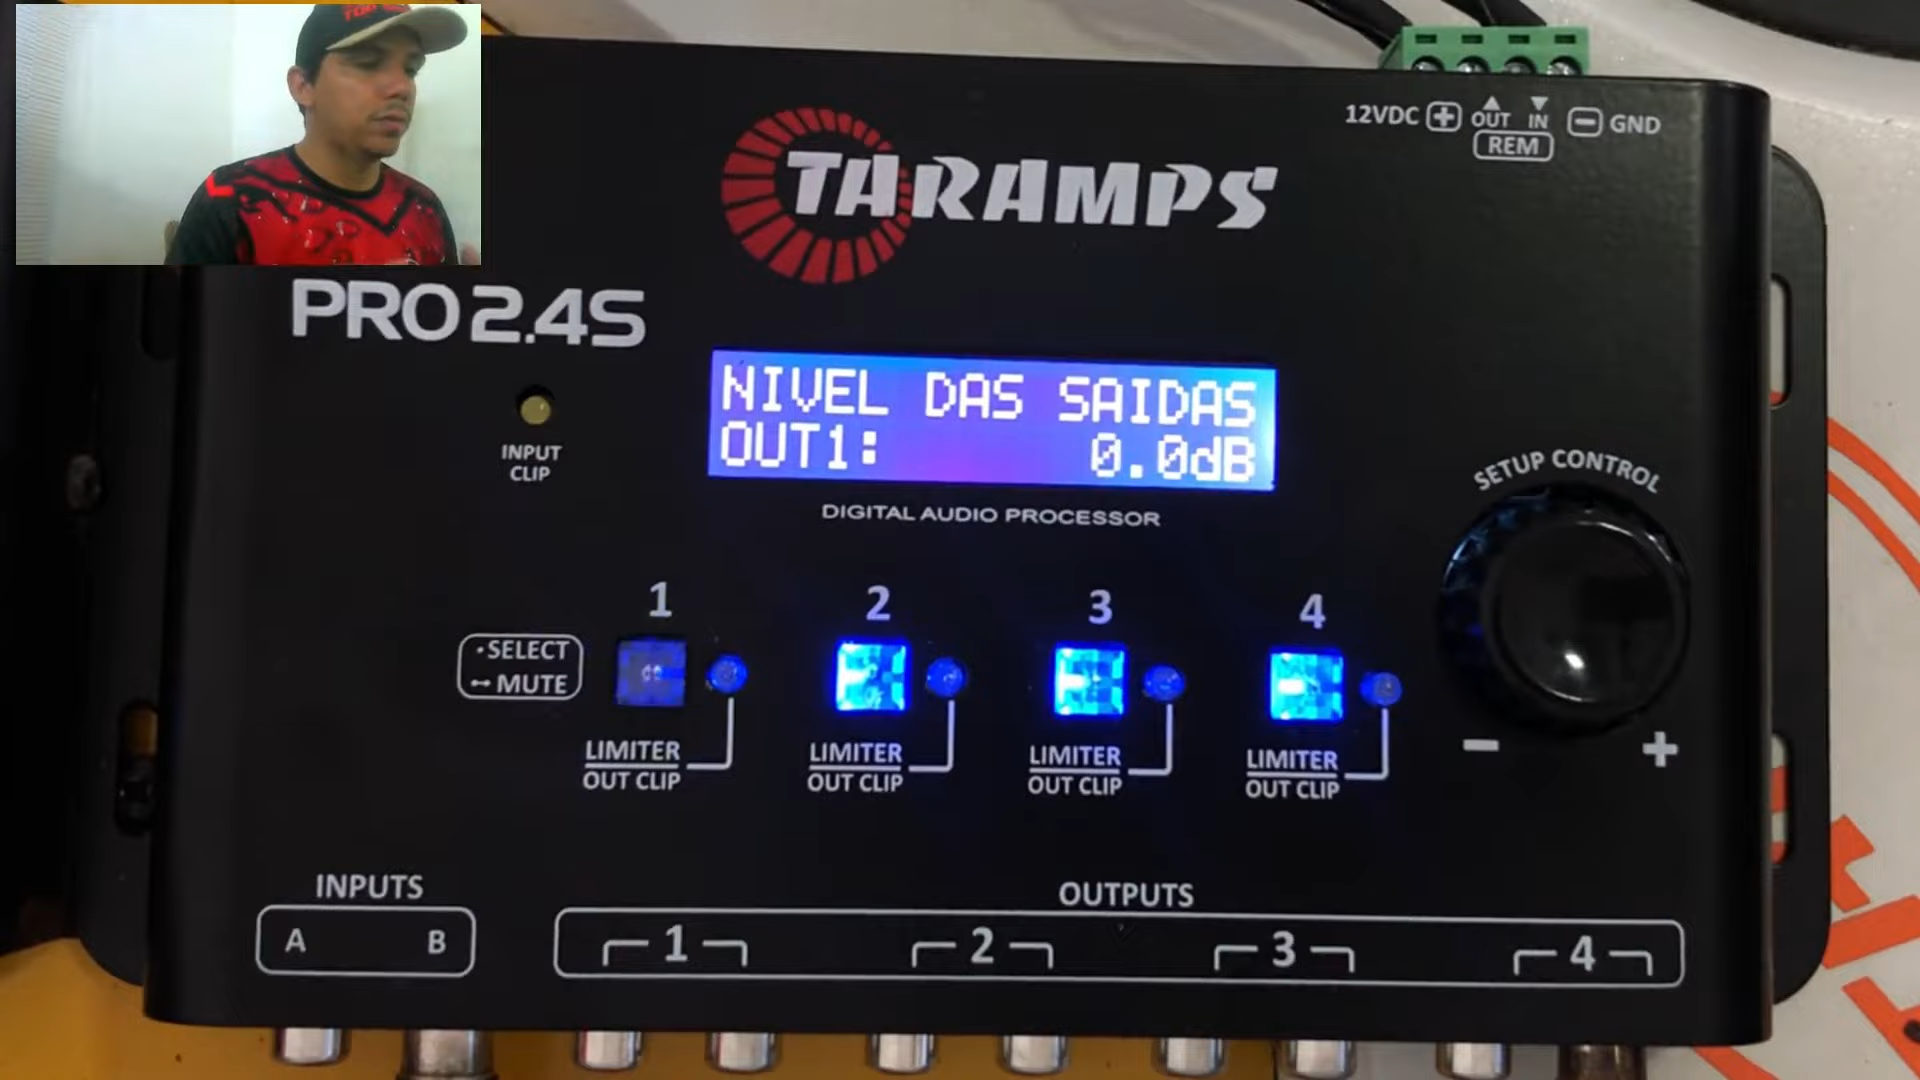 12VDC + OUT IN - GND
REM
TARAMPS
PRO 2.4S
NIVEL DAS SAIDAS
OUT1: 0.0dB
INPUT
CLIP
DIGITAL AUDIO PROCESSOR
SETUP CONTROL
1 2 3 4
SELECT
MUTE
LIMITER
OUT CLIP
LIMITER
OUT CLIP
LIMITER
OUT CLIP
LIMITER
OUT CLIP
- +
INPUTS
A B
OUTPUTS
1 2 3 4